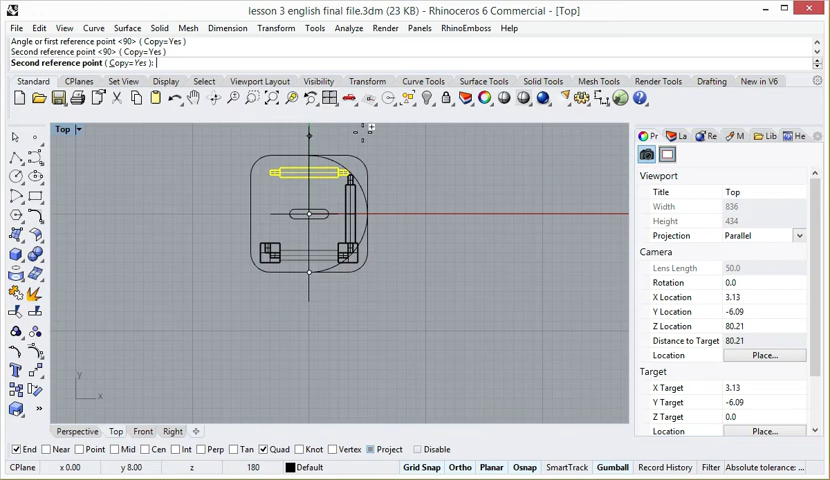 lesson 3 english final file.3dm (23 KB) - Rhinoceros 6 Commercial - [Top]
File Edit View Curve Surface Solid Mesh Dimension Transform Tools Analyze Render Panels RhinoEmboss Help
Angle or first reference point <90> ( Copy=Yes )
Second reference point <90> ( Copy=Yes )
Second reference point ( Copy=Yes ):
Standard CPlanes Set View Display Select Viewport Layout Visibility Transform Curve Tools Surface Tools Solid Tools Mesh Tools Render Tools Drafting New in V6
Top
Pr La Re M Lib He
Viewport
Title Top
Width 836
Height 434
Projection Parallel
Camera
Lens Length 50.0
Rotation 0.0
X Location 3.13
Y Location -6.09
Z Location 80.21
Distance to Target 80.21
Location Place...
Target
X Target 3.13
Y Target -6.09
Z Target 0.0
Location Place...
y
x
Perspective Top Front Right
End Near Point Mid Cen Int Perp Tan Quad Knot Vertex Project Disable
CPlane x 0.00 y 8.00 z 180 Default Grid Snap Ortho Planar Osnap SmartTrack Gumball Record History Filter Absolute tolerance: ...